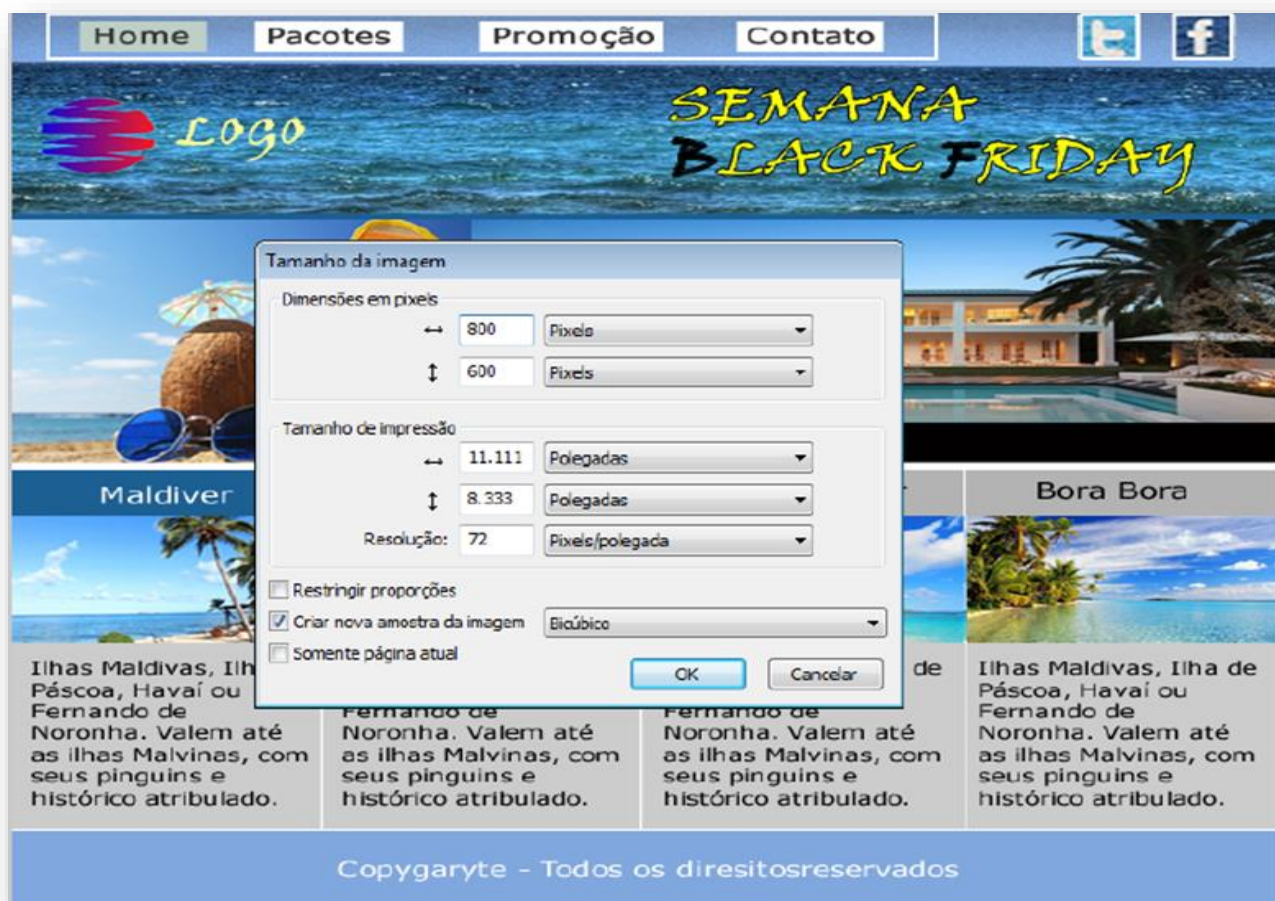 Home Pacotes Promoção Contato
t f
LOGO
SEMANA
BLACK FRIDAY
Tamanho da imagem
Dimensões em pixels
800 Pixels
600 Pixels
Tamanho de impressão
11.111 Polegadas
8.333 Polegadas
Resolução: 72 Pixels/polegada
Restringir proporções
Criar nova amostra da imagem Bicúbico
Somente página atual
OK Cancelar
Maldiver
Bora Bora
Ilhas Maldivas, Ilh
Páscoa, Havaí ou
Fernando de
Noronha. Valem até
as ilhas Malvinas, com
seus pinguins e
histórico atribulado.
Fernando de
Noronha. Valem até
as ilhas Malvinas, com
seus pinguins e
histórico atribulado.
de
Fernando de
Noronha. Valem até
as ilhas Malvinas, com
seus pinguins e
histórico atribulado.
Ilhas Maldivas, Ilha de
Páscoa, Havaí ou
Fernando de
Noronha. Valem até
as ilhas Malvinas, com
seus pinguins e
histórico atribulado.
Copygaryte - Todos os diresitosreservados